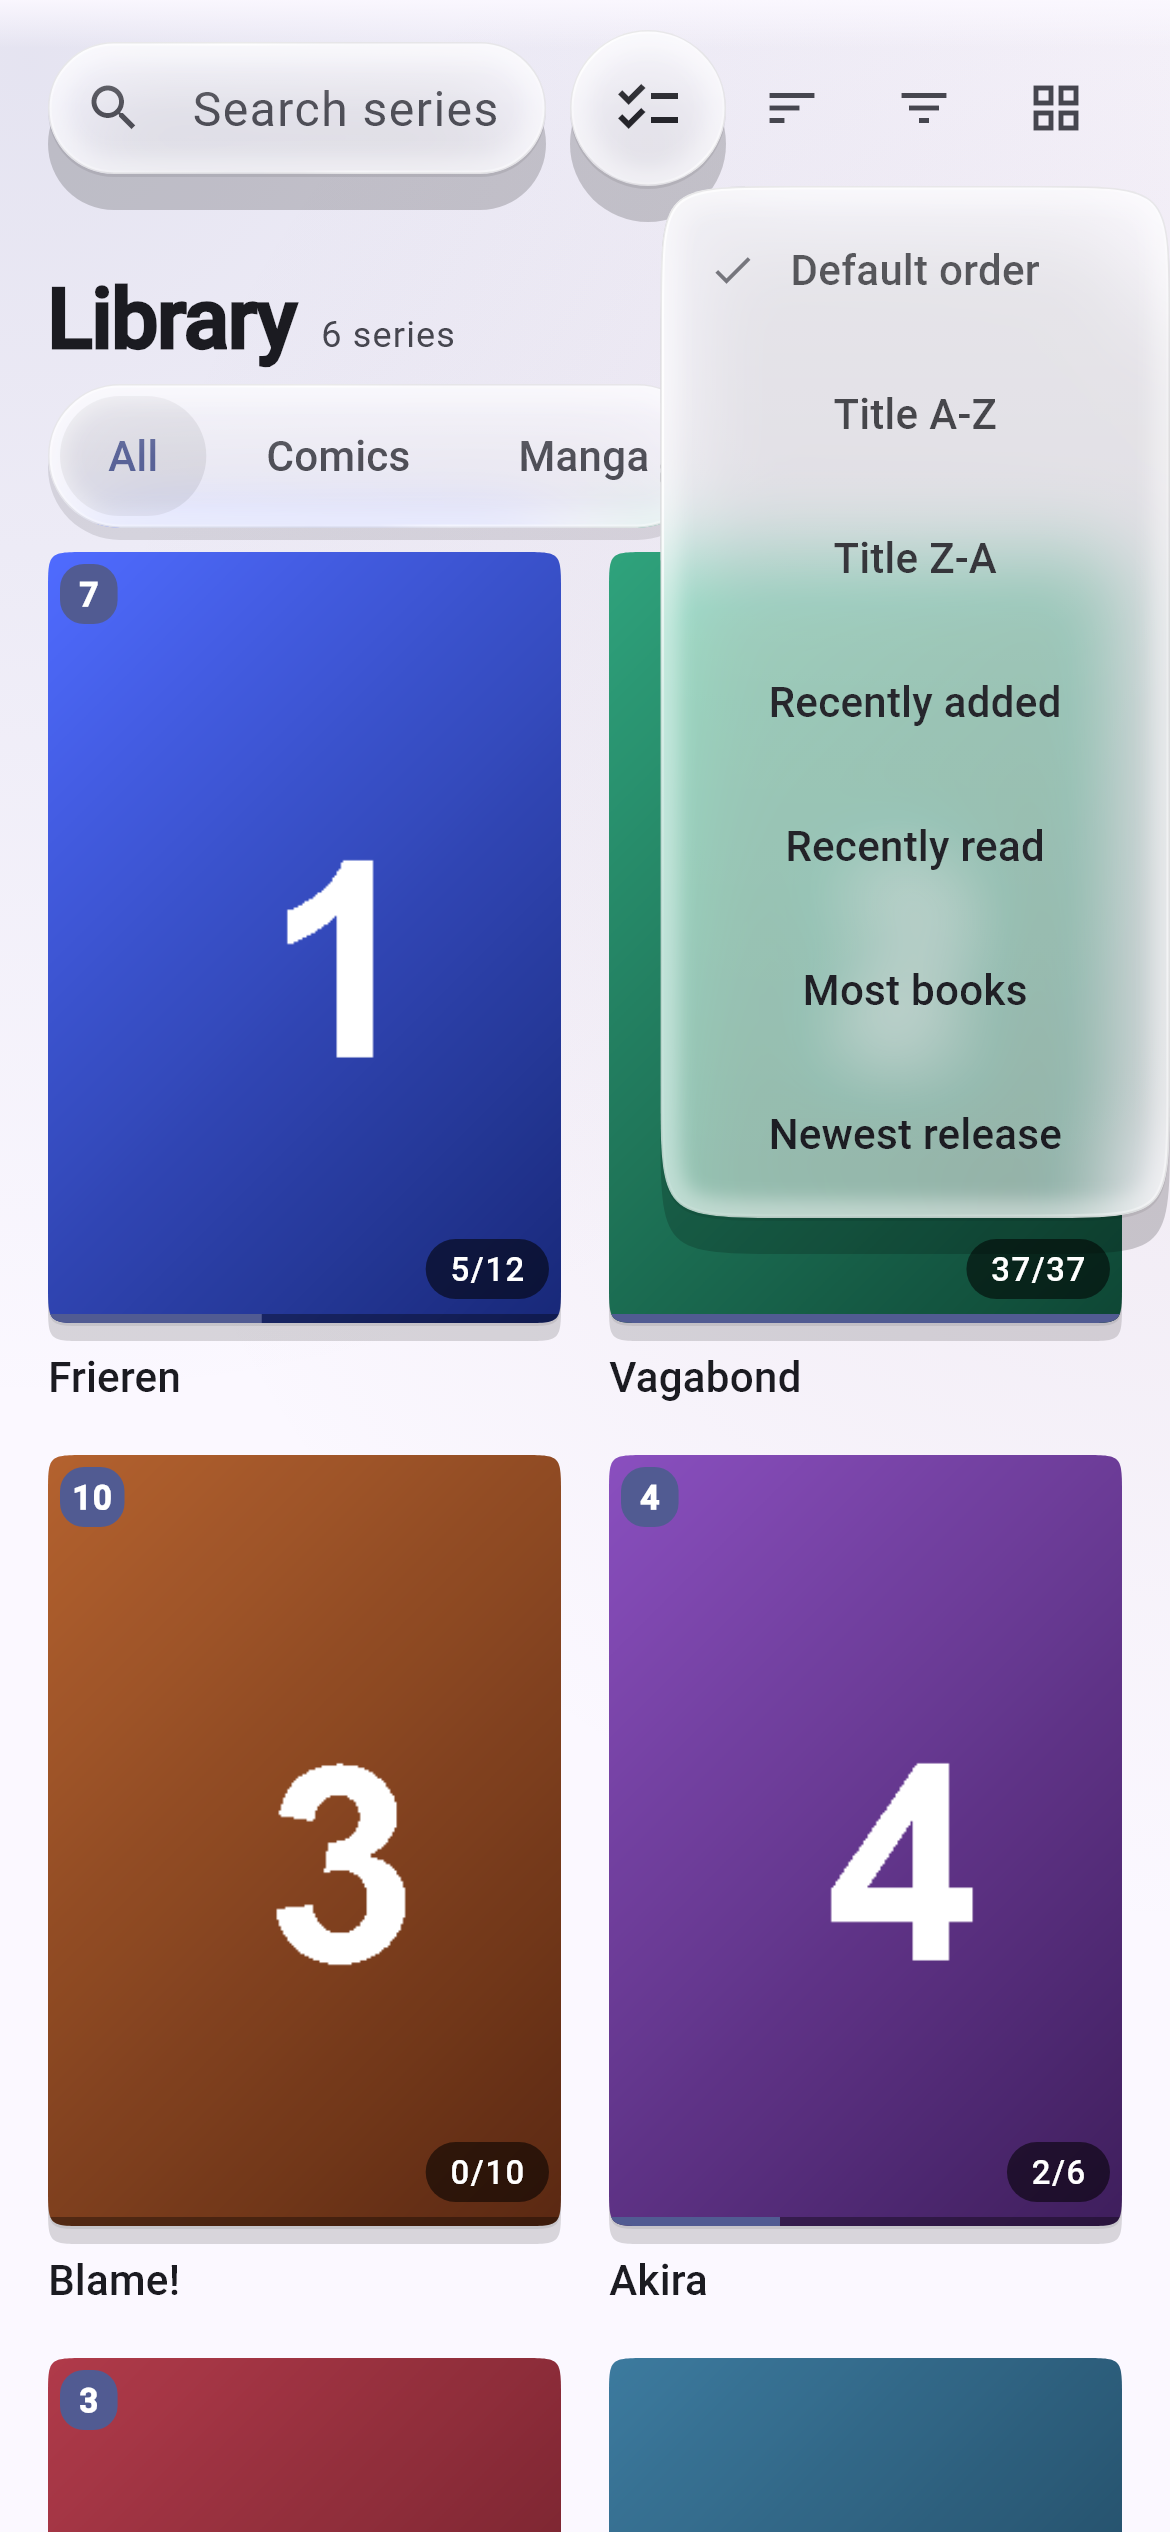 Search series
Library 6 series
All Comics Manga
Default order
Title A-Z
Title Z-A
Recently added
Recently read
Most books
Newest release
7
1
5/12
37/37
Frieren
Vagabond
10
3
0/10
4
4
2/6
Blame!
Akira
3